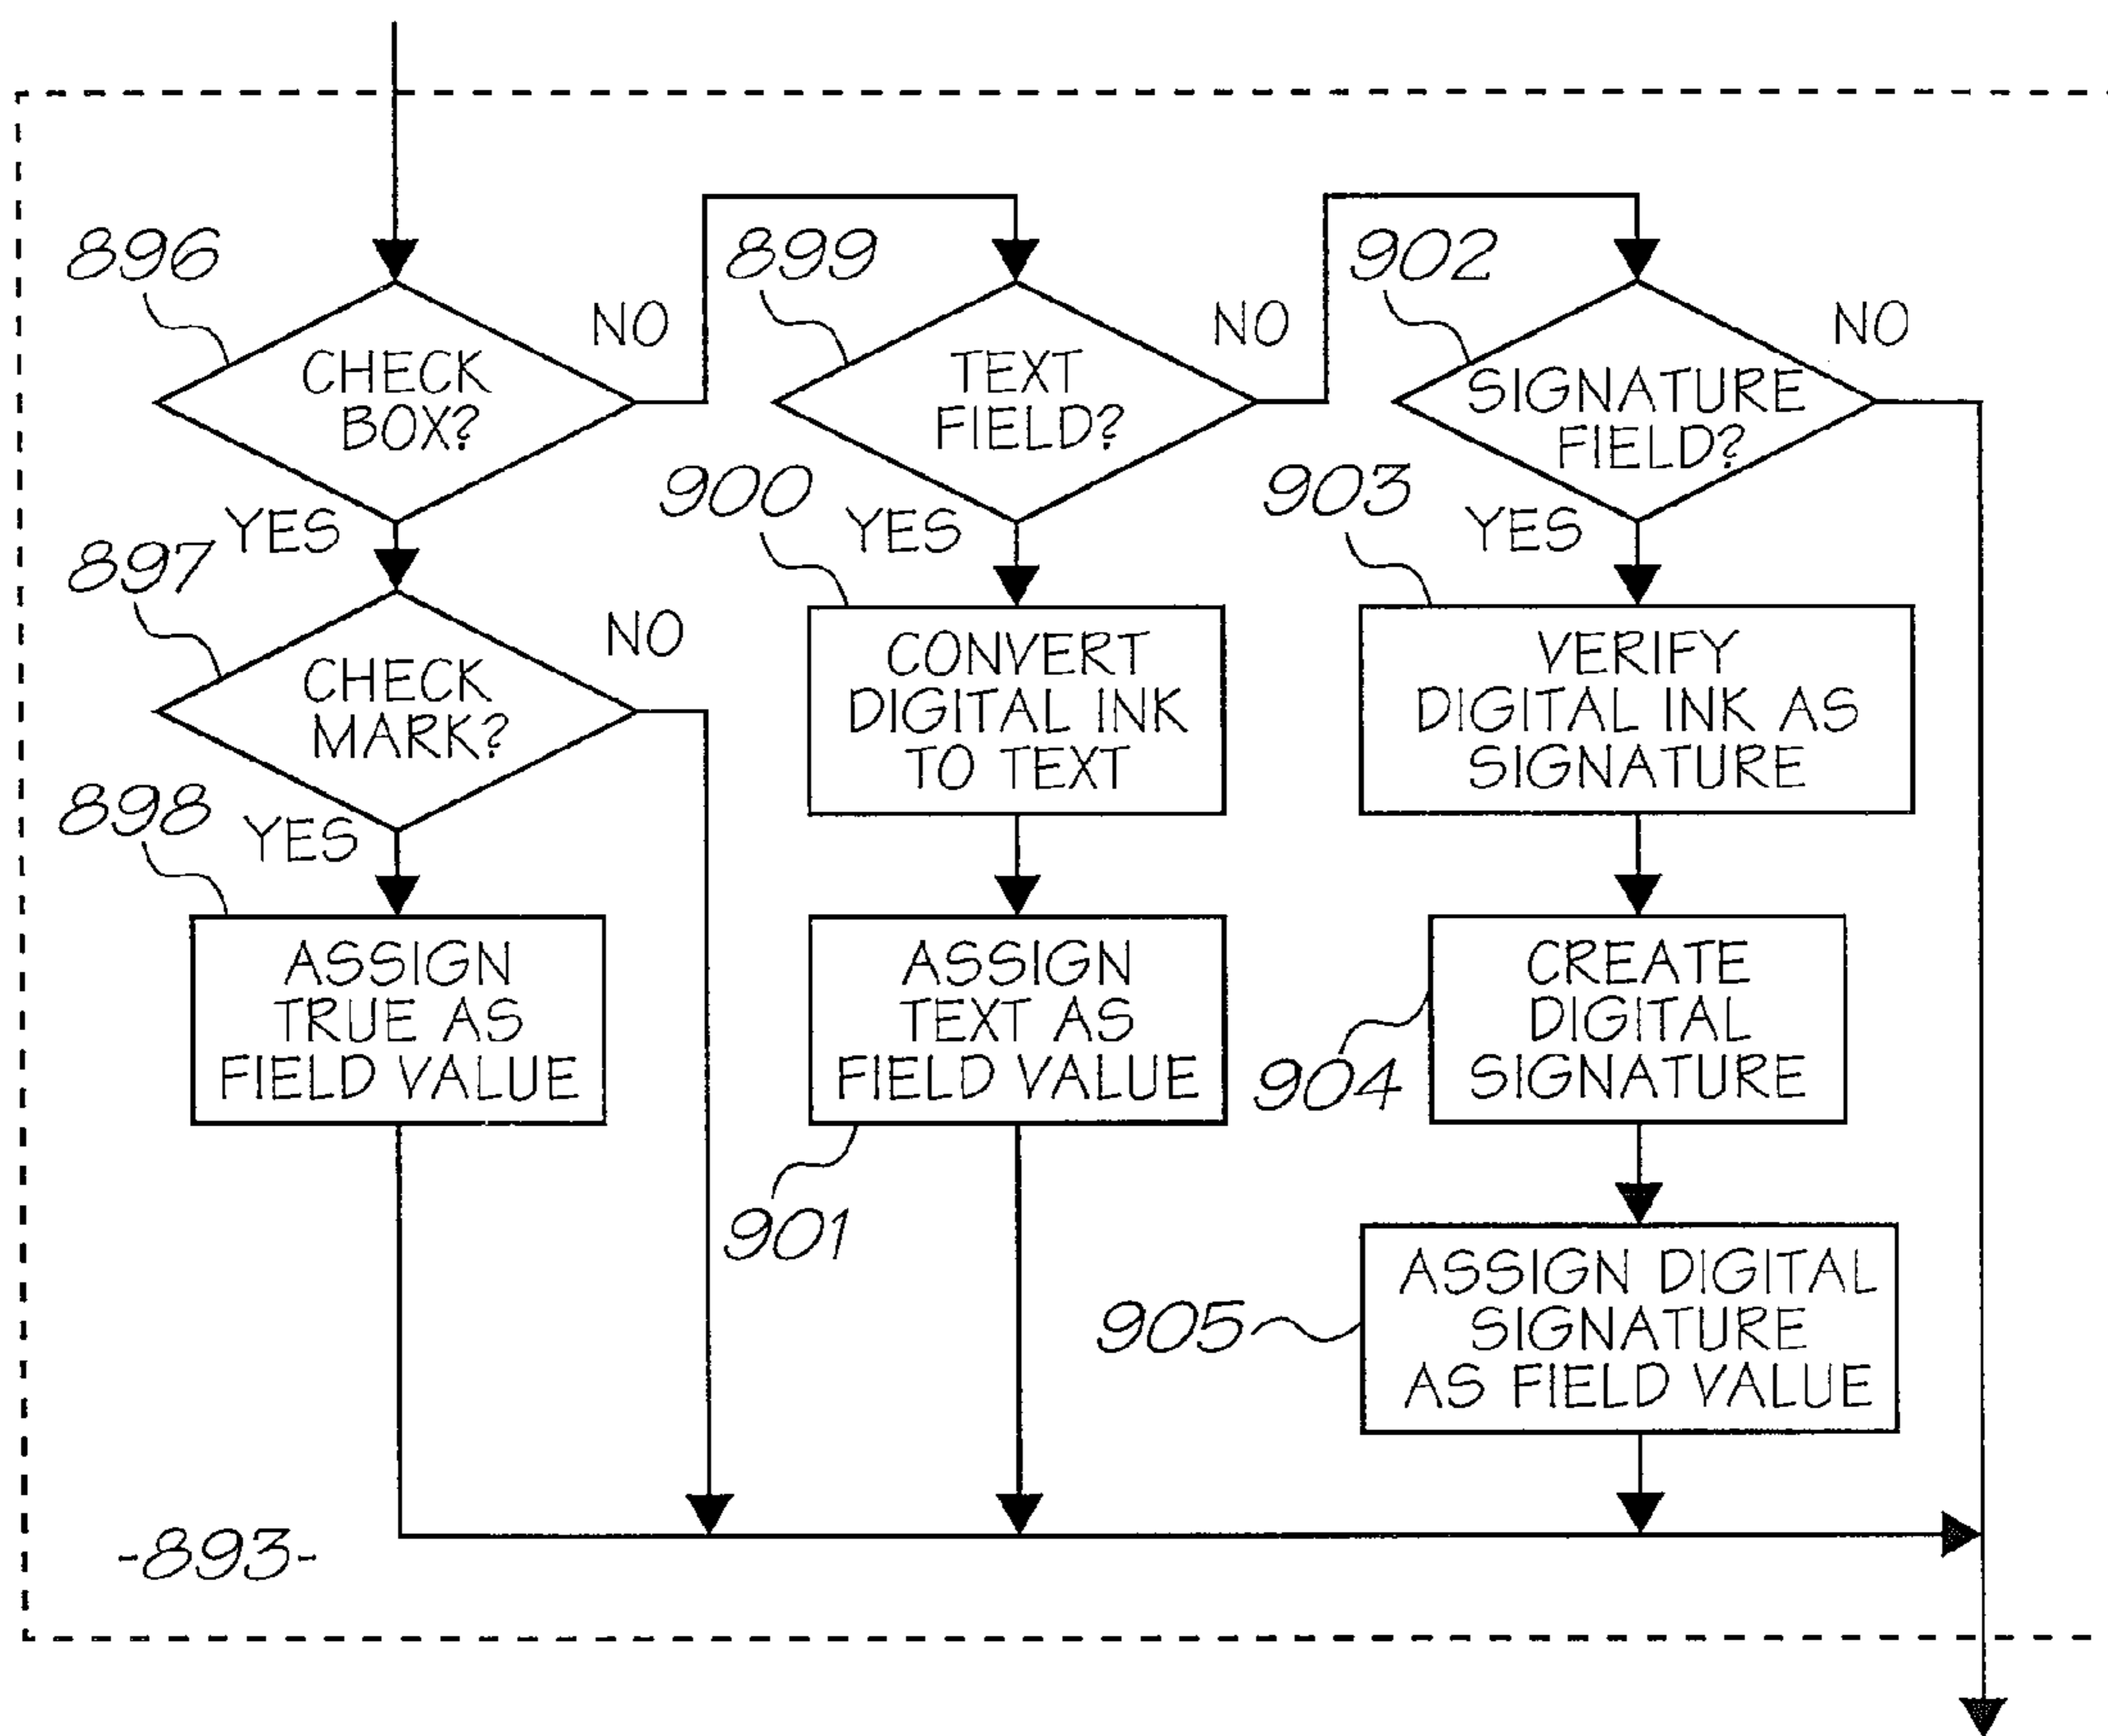 896
CHECK
BOX?
NO
YES
897
CHECK
MARK?
NO
YES
898
ASSIGN
TRUE AS
FIELD VALUE
899
TEXT
FIELD?
NO
YES
900
CONVERT
DIGITAL INK
TO TEXT
ASSIGN
TEXT AS
FIELD VALUE
901
902
SIGNATURE
FIELD?
NO
YES
903
VERIFY
DIGITAL INK AS
SIGNATURE
CREATE
DIGITAL
SIGNATURE
904
ASSIGN DIGITAL
SIGNATURE
AS FIELD VALUE
905
-893-